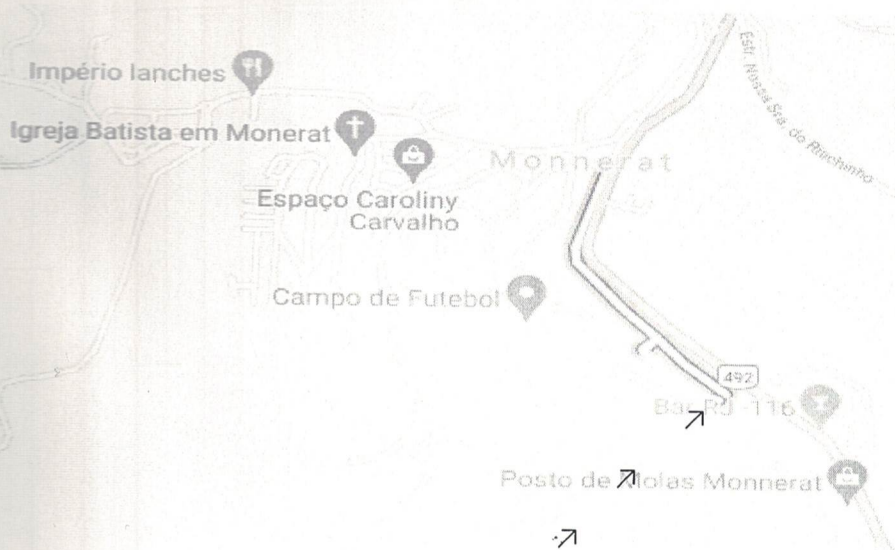 Império lanches
Igreja Batista em Monerat
Monnerat
Espaço Caroliny
Carvalho
Estr. Nossa Sra. do Riachinho
Campo de Futebol
492
Bar RJ -116
Posto de Molas Monnerat